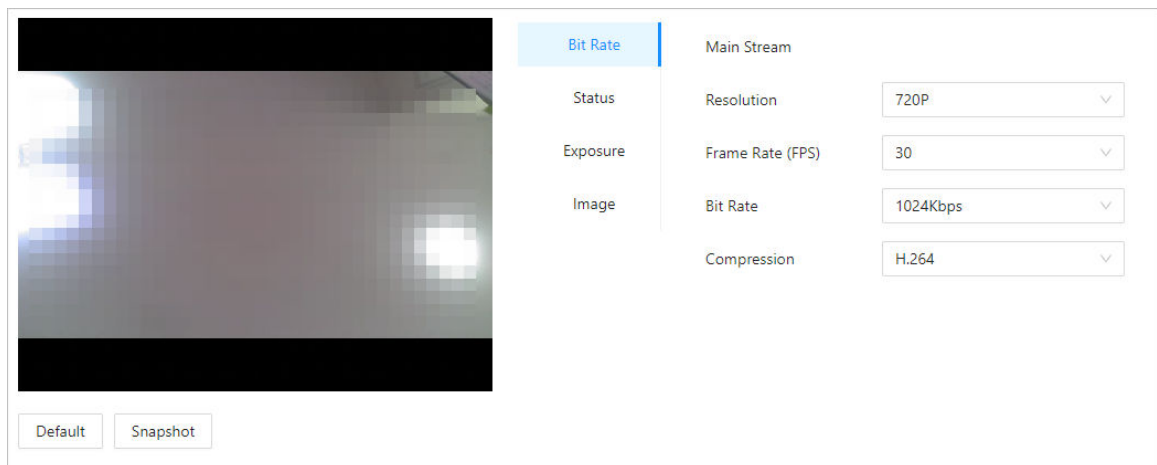 Bit Rate
Status
Exposure
Image
Main Stream
Resolution 720P
Frame Rate (FPS) 30
Bit Rate 1024Kbps
Compression H.264
Default Snapshot